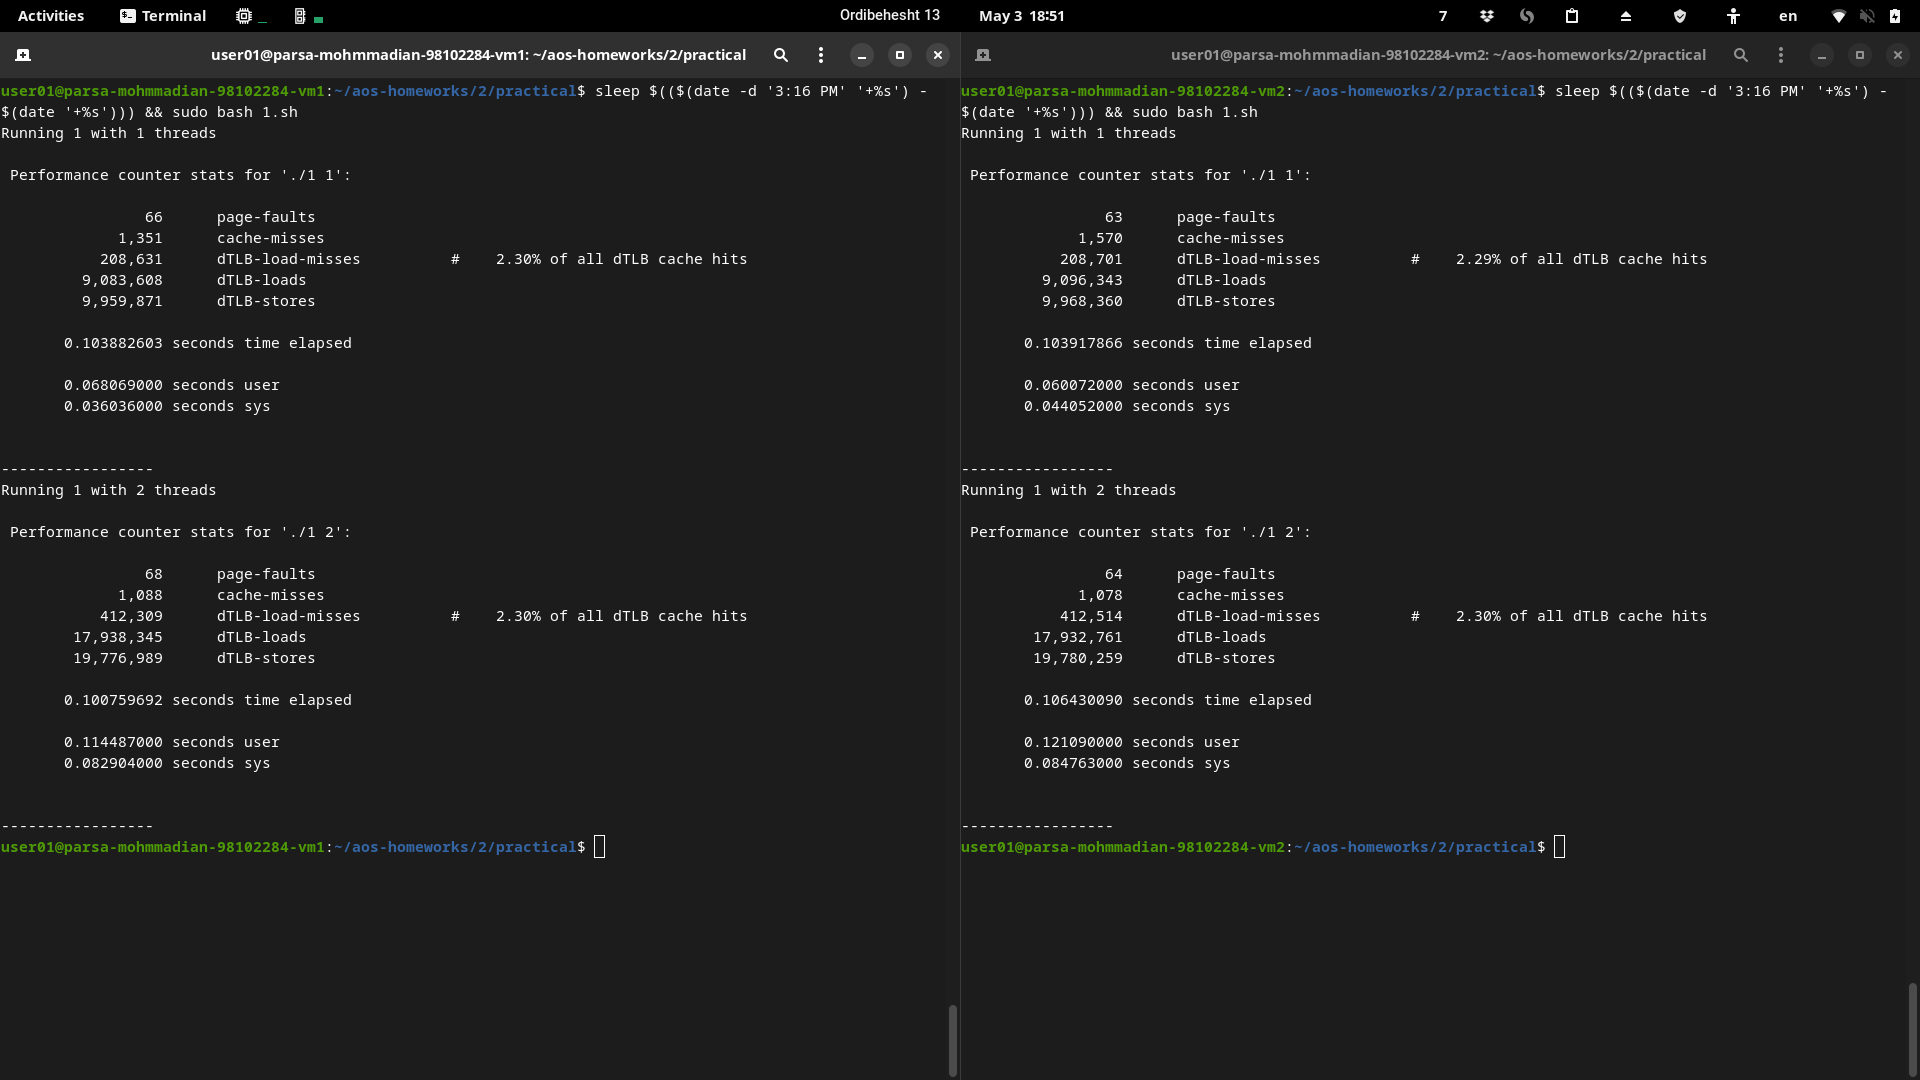 Activities Terminal Ordibehesht 13 May 3 18:51 7 en
user01@parsa-mohmmadian-98102284-vm1: ~/aos-homeworks/2/practical
user01@parsa-mohmmadian-98102284-vm1:~/aos-homeworks/2/practical$ sleep $(($(date -d '3:16 PM' '+%s') -
$(date '+%s'))) && sudo bash 1.sh
Running 1 with 1 threads
Performance counter stats for './1 1':
66 page-faults
1,351 cache-misses
208,631 dTLB-load-misses # 2.30% of all dTLB cache hits
9,083,608 dTLB-loads
9,959,871 dTLB-stores
0.103882603 seconds time elapsed
0.068069000 seconds user
0.036036000 seconds sys
-----------------
Running 1 with 2 threads
Performance counter stats for './1 2':
68 page-faults
1,088 cache-misses
412,309 dTLB-load-misses # 2.30% of all dTLB cache hits
17,938,345 dTLB-loads
19,776,989 dTLB-stores
0.100759692 seconds time elapsed
0.114487000 seconds user
0.082904000 seconds sys
-----------------
user01@parsa-mohmmadian-98102284-vm1:~/aos-homeworks/2/practical$
user01@parsa-mohmmadian-98102284-vm2: ~/aos-homeworks/2/practical
user01@parsa-mohmmadian-98102284-vm2:~/aos-homeworks/2/practical$ sleep $(($(date -d '3:16 PM' '+%s') -
$(date '+%s'))) && sudo bash 1.sh
Running 1 with 1 threads
Performance counter stats for './1 1':
63 page-faults
1,570 cache-misses
208,701 dTLB-load-misses # 2.29% of all dTLB cache hits
9,096,343 dTLB-loads
9,968,360 dTLB-stores
0.103917866 seconds time elapsed
0.060072000 seconds user
0.044052000 seconds sys
-----------------
Running 1 with 2 threads
Performance counter stats for './1 2':
64 page-faults
1,078 cache-misses
412,514 dTLB-load-misses # 2.30% of all dTLB cache hits
17,932,761 dTLB-loads
19,780,259 dTLB-stores
0.106430090 seconds time elapsed
0.121090000 seconds user
0.084763000 seconds sys
-----------------
user01@parsa-mohmmadian-98102284-vm2:~/aos-homeworks/2/practical$